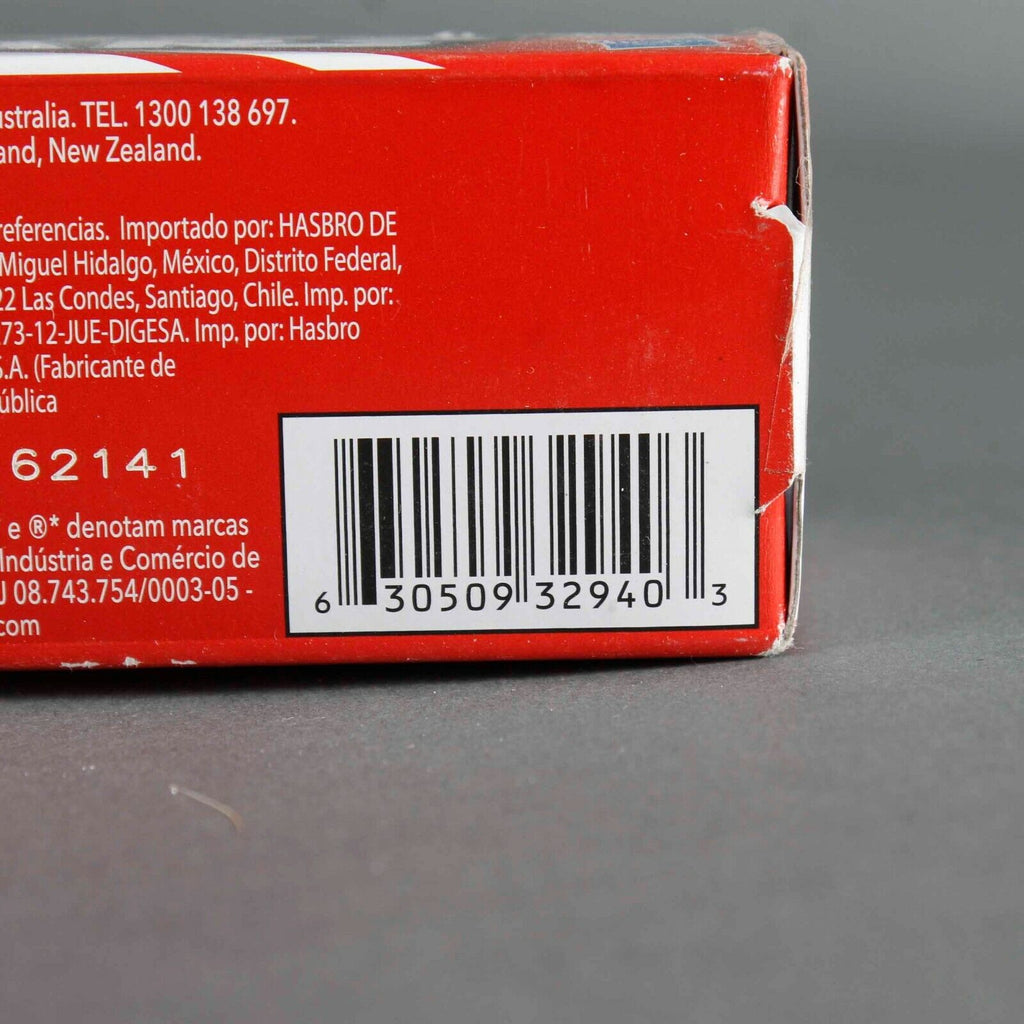 ustralia. TEL. 1300 138 697.
and, New Zealand.
referencias. Importado por: HASBRO DE
Miguel Hidalgo, México, Distrito Federal,
22 Las Condes, Santiago, Chile. Imp. por:
73-12-JUE-DIGESA. Imp, por: Hasbro
S.A. (Fabricante de
ública
62141
e ®* denotam marcas
Indústria e Comércio de
J 08.743.754/0003-05 -
com
6 30509 32940 3